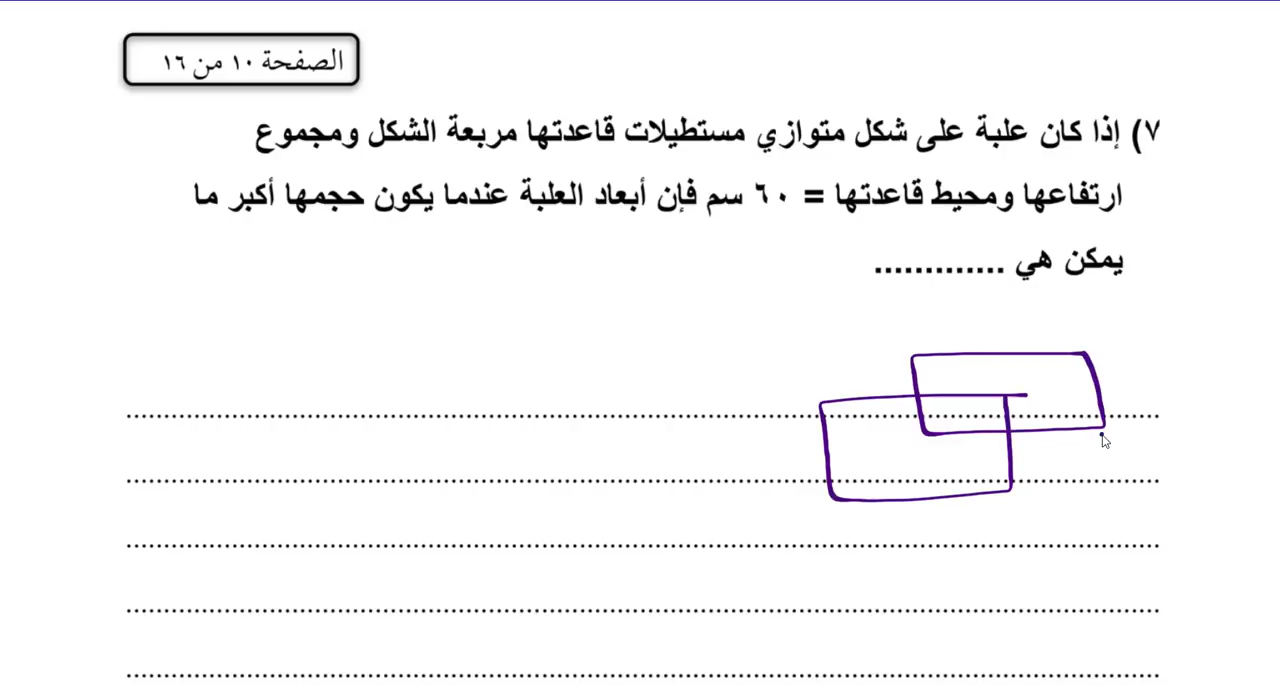 الصفحة ١٠ من ١٦
٧) إذا كان علبة على شكل متوازي مستطيلات قاعدتها مربعة الشكل ومجموع
ارتفاعها ومحيط قاعدتها = ٦٠ سم فإن أبعاد العلبة عندما يكون حجمها أكبر ما
يمكن هي .............